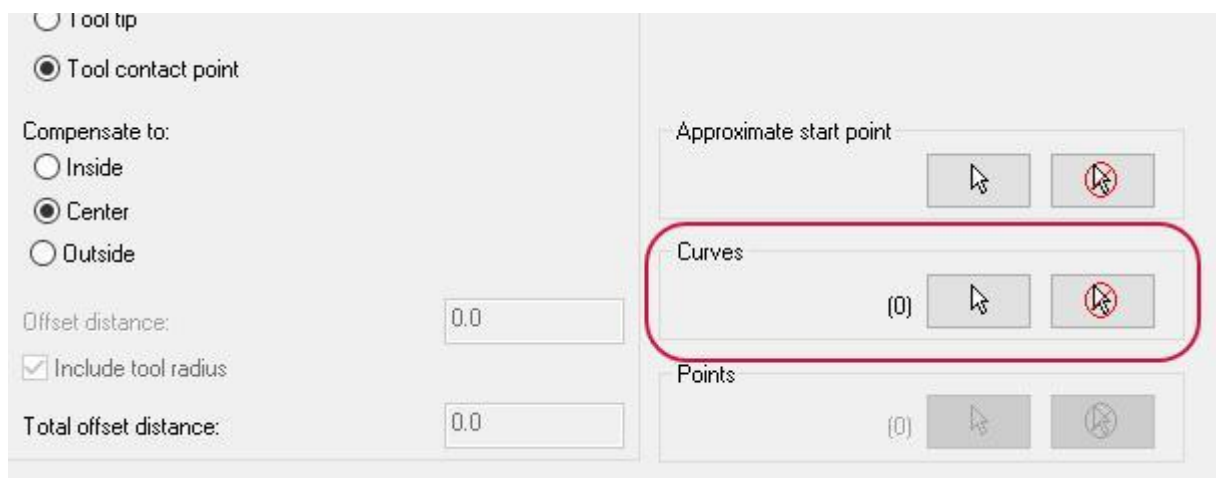 Tool tip
Tool contact point
Compensate to:
Inside
Center
Outside
Offset distance:
0.0
Include tool radius
Total offset distance:
0.0
Approximate start point
Curves
(0)
Points
(0)